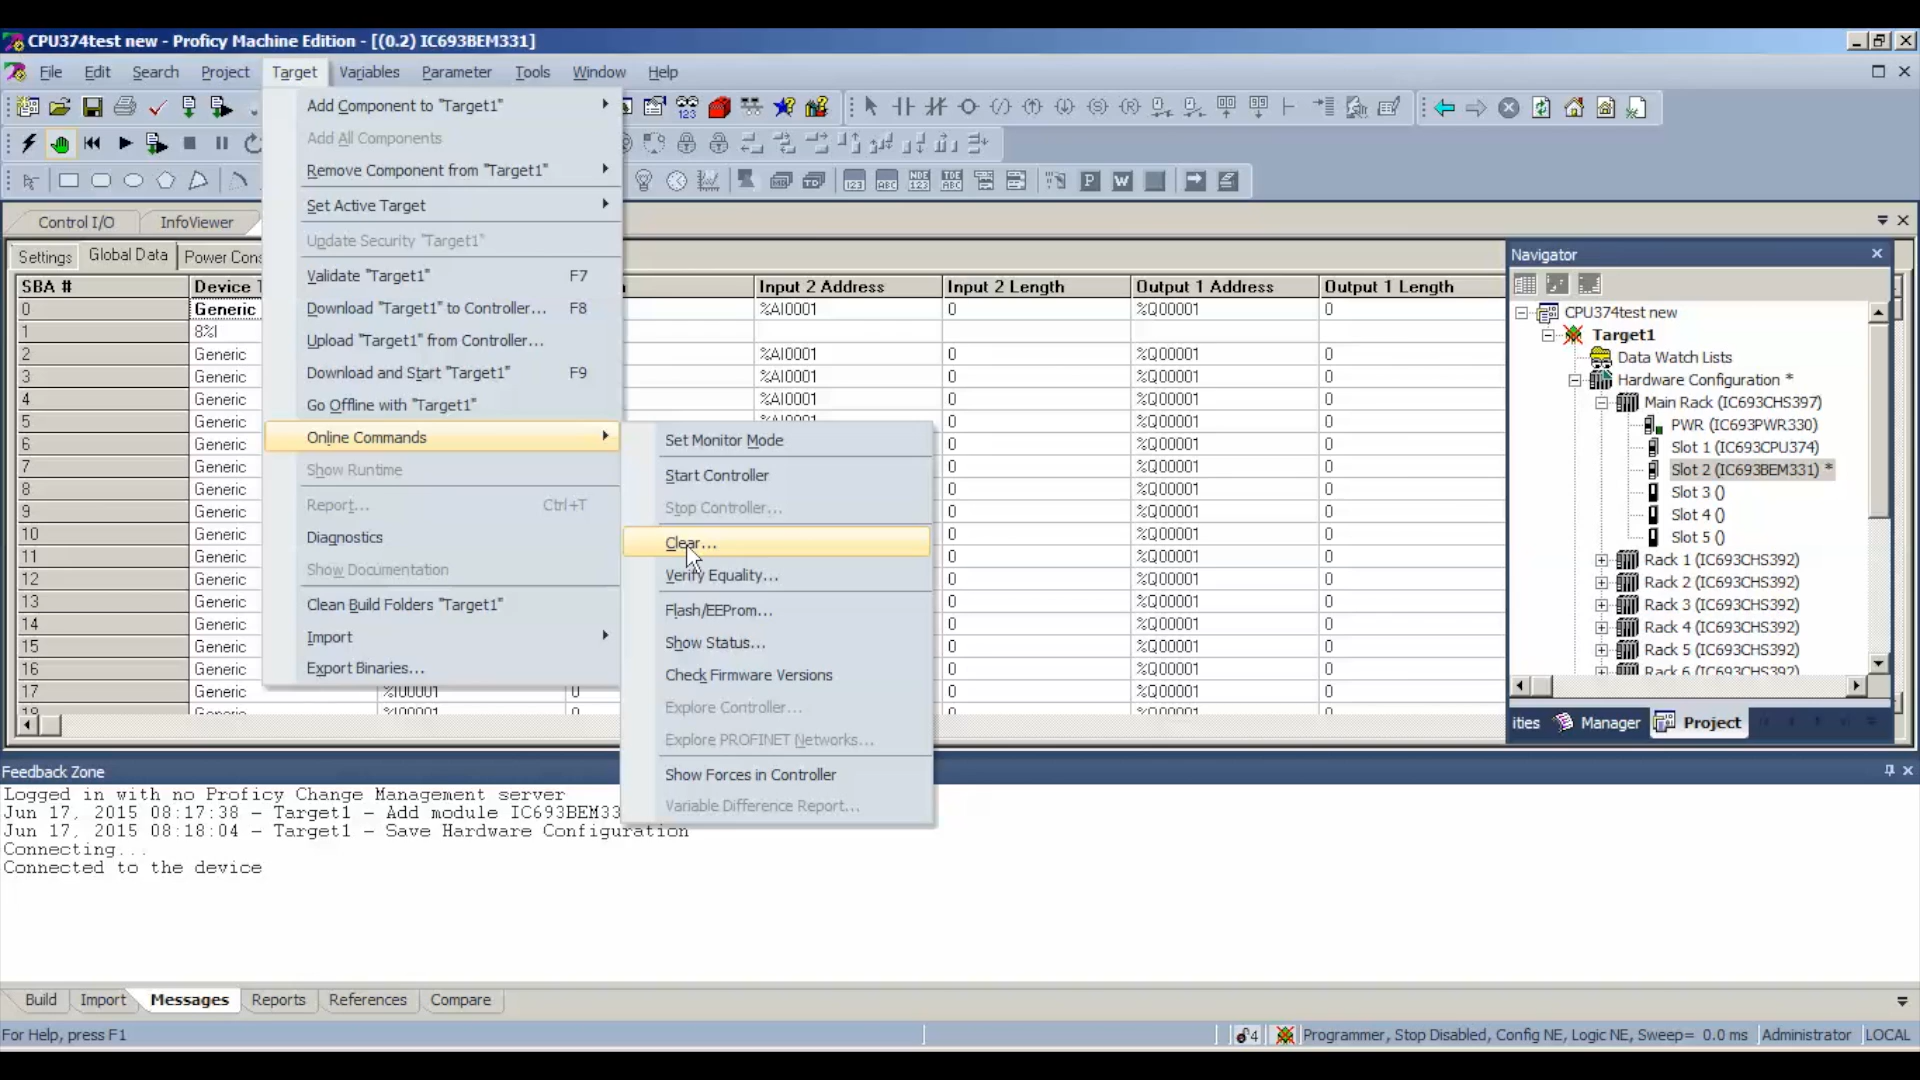 CPU374test new - Proficy Machine Edition - [(0.2) IC693BEM331]
File Edit Search Project Target Variables Parameter Tools Window Help
Control I/O InfoViewer
Settings Global Data Power Cons
Add Component to "Target1"
Add All Components
Remove Component from "Target1"
Set Active Target
Update Security "Target1"
Validate "Target1" F7
Download "Target1" to Controller... F8
Upload "Target1" from Controller...
Download and Start "Target1" F9
Go Offline with "Target1"
Online Commands
Show Runtime
Report... Ctrl+T
Diagnostics
Show Documentation
Clean Build Folders "Target1"
Import
Export Binaries...
Set Monitor Mode
Start Controller
Stop Controller...
Clear...
Verify Equality...
Flash/EEProm...
Show Status...
Check Firmware Versions
Explore Controller...
Explore PROFINET Networks...
Show Forces in Controller
Variable Difference Report...
SBA # Device Input 2 Address Input 2 Length Output 1 Address Output 1 Length
0 Generic %AI0001 0 %Q00001 0
1 8%I
2 Generic %AI0001 0 %Q00001 0
3 Generic %AI0001 0 %Q00001 0
4 Generic %AI0001 0 %Q00001 0
5 Generic %AI0001 0 %Q00001 0
6 Generic 0 %Q00001 0
7 Generic 0 %Q00001 0
8 Generic 0 %Q00001 0
9 Generic 0 %Q00001 0
10 Generic 0 %Q00001 0
11 Generic 0 %Q00001 0
12 Generic 0 %Q00001 0
13 Generic 0 %Q00001 0
14 Generic 0 %Q00001 0
15 Generic 0 %Q00001 0
16 Generic 0 %Q00001 0
17 Generic %I00001 0 0 %Q00001 0
18 Generic %I00001 0 0 %Q00001 0
Navigator
CPU374test new
Target1
Data Watch Lists
Hardware Configuration *
Main Rack (IC693CHS397)
PWR (IC693PWR330)
Slot 1 (IC693CPU374)
Slot 2 (IC693BEM331) *
Slot 3 ()
Slot 4 ()
Slot 5 ()
Rack 1 (IC693CHS392)
Rack 2 (IC693CHS392)
Rack 3 (IC693CHS392)
Rack 4 (IC693CHS392)
Rack 5 (IC693CHS392)
Rack 6 (IC693CHS392)
ities Manager Project
Feedback Zone
Logged in with no Proficy Change Management server
Jun 17, 2015 08:17:38 - Target1 - Add module IC693BEM33
Jun 17, 2015 08:18:04 - Target1 - Save Hardware Configuration
Connecting...
Connected to the device
Build Import Messages Reports References Compare
For Help, press F1
4 Programmer, Stop Disabled, Config NE, Logic NE, Sweep= 0.0 ms Administrator LOCAL